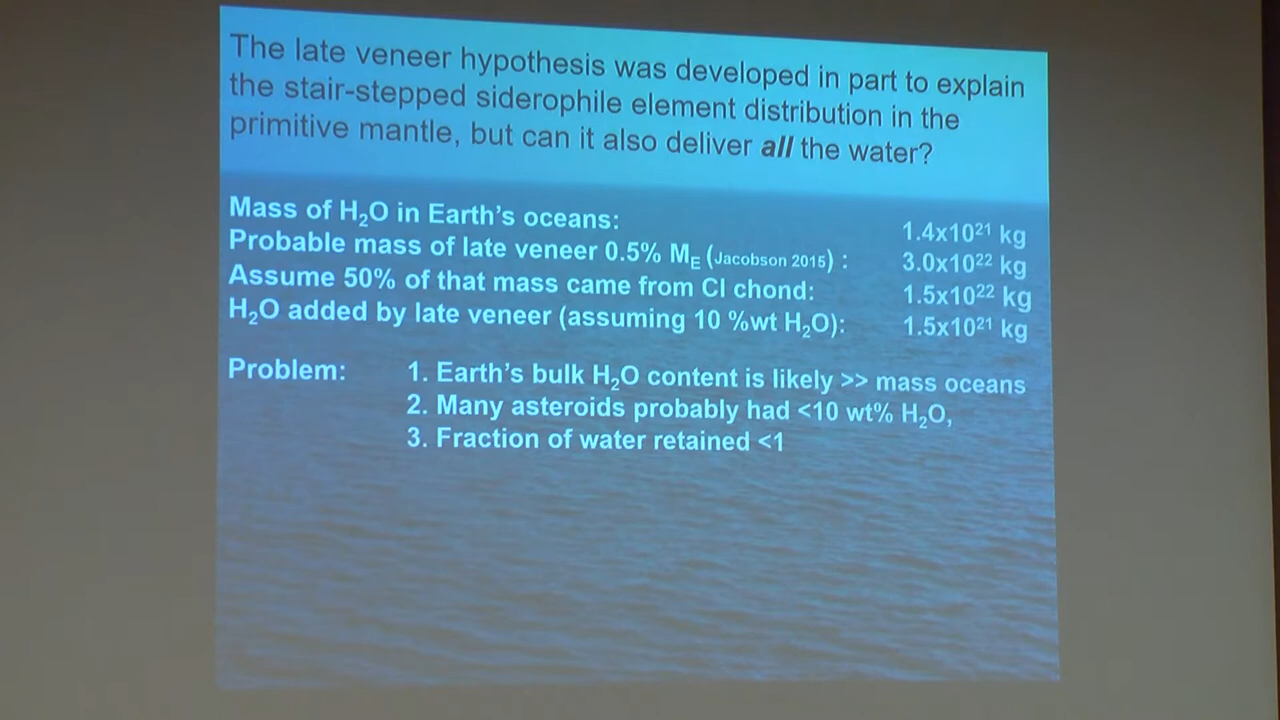 The late veneer hypothesis was developed in part to explain
the stair-stepped siderophile element distribution in the
primitive mantle, but can it also deliver all the water?
Mass of H₂O in Earth's oceans: 1.4x10²¹ kg
Probable mass of late veneer 0.5% M_E (Jacobson 2015) : 3.0x10²² kg
Assume 50% of that mass came from CI chond: 1.5x10²² kg
H₂O added by late veneer (assuming 10 %wt H₂O): 1.5x10²¹ kg
Problem: 1. Earth's bulk H₂O content is likely >> mass oceans
2. Many asteroids probably had <10 wt% H₂O,
3. Fraction of water retained <1